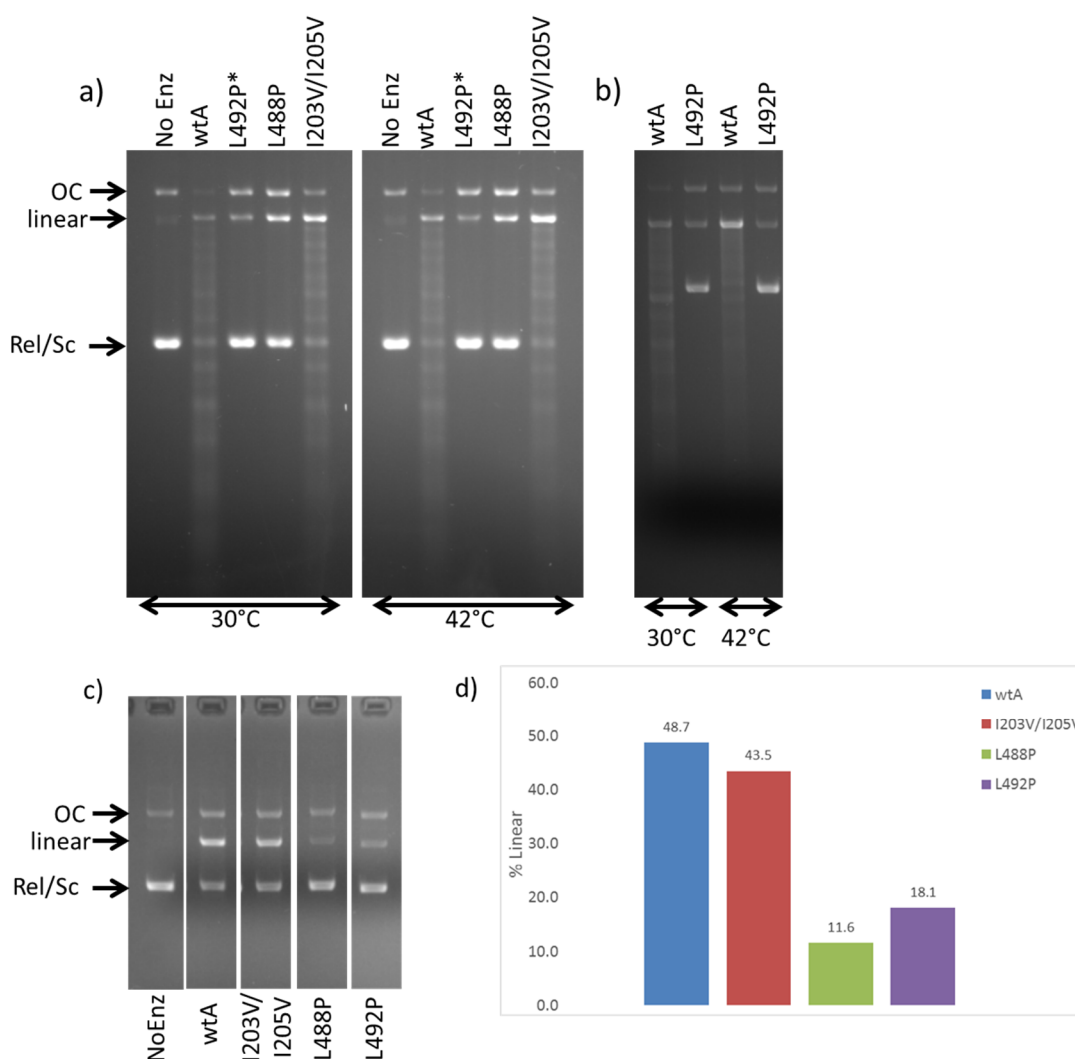 a)
No Enz
wtA
L492P*
L488P
I203V/I205V
No Enz
wtA
L492P*
L488P
I203V/I205V
OC
linear
Rel/Sc
30°C
42°C
b)
wtA
L492P
wtA
L492P
30°C
42°C
c)
OC
linear
Rel/Sc
NoEnz
wtA
I203V/
I205V
L488P
L492P
d)
% Linear
60.0
50.0
40.0
30.0
20.0
10.0
0.0
48.7
43.5
11.6
18.1
wtA
I203V/I205V
L488P
L492P